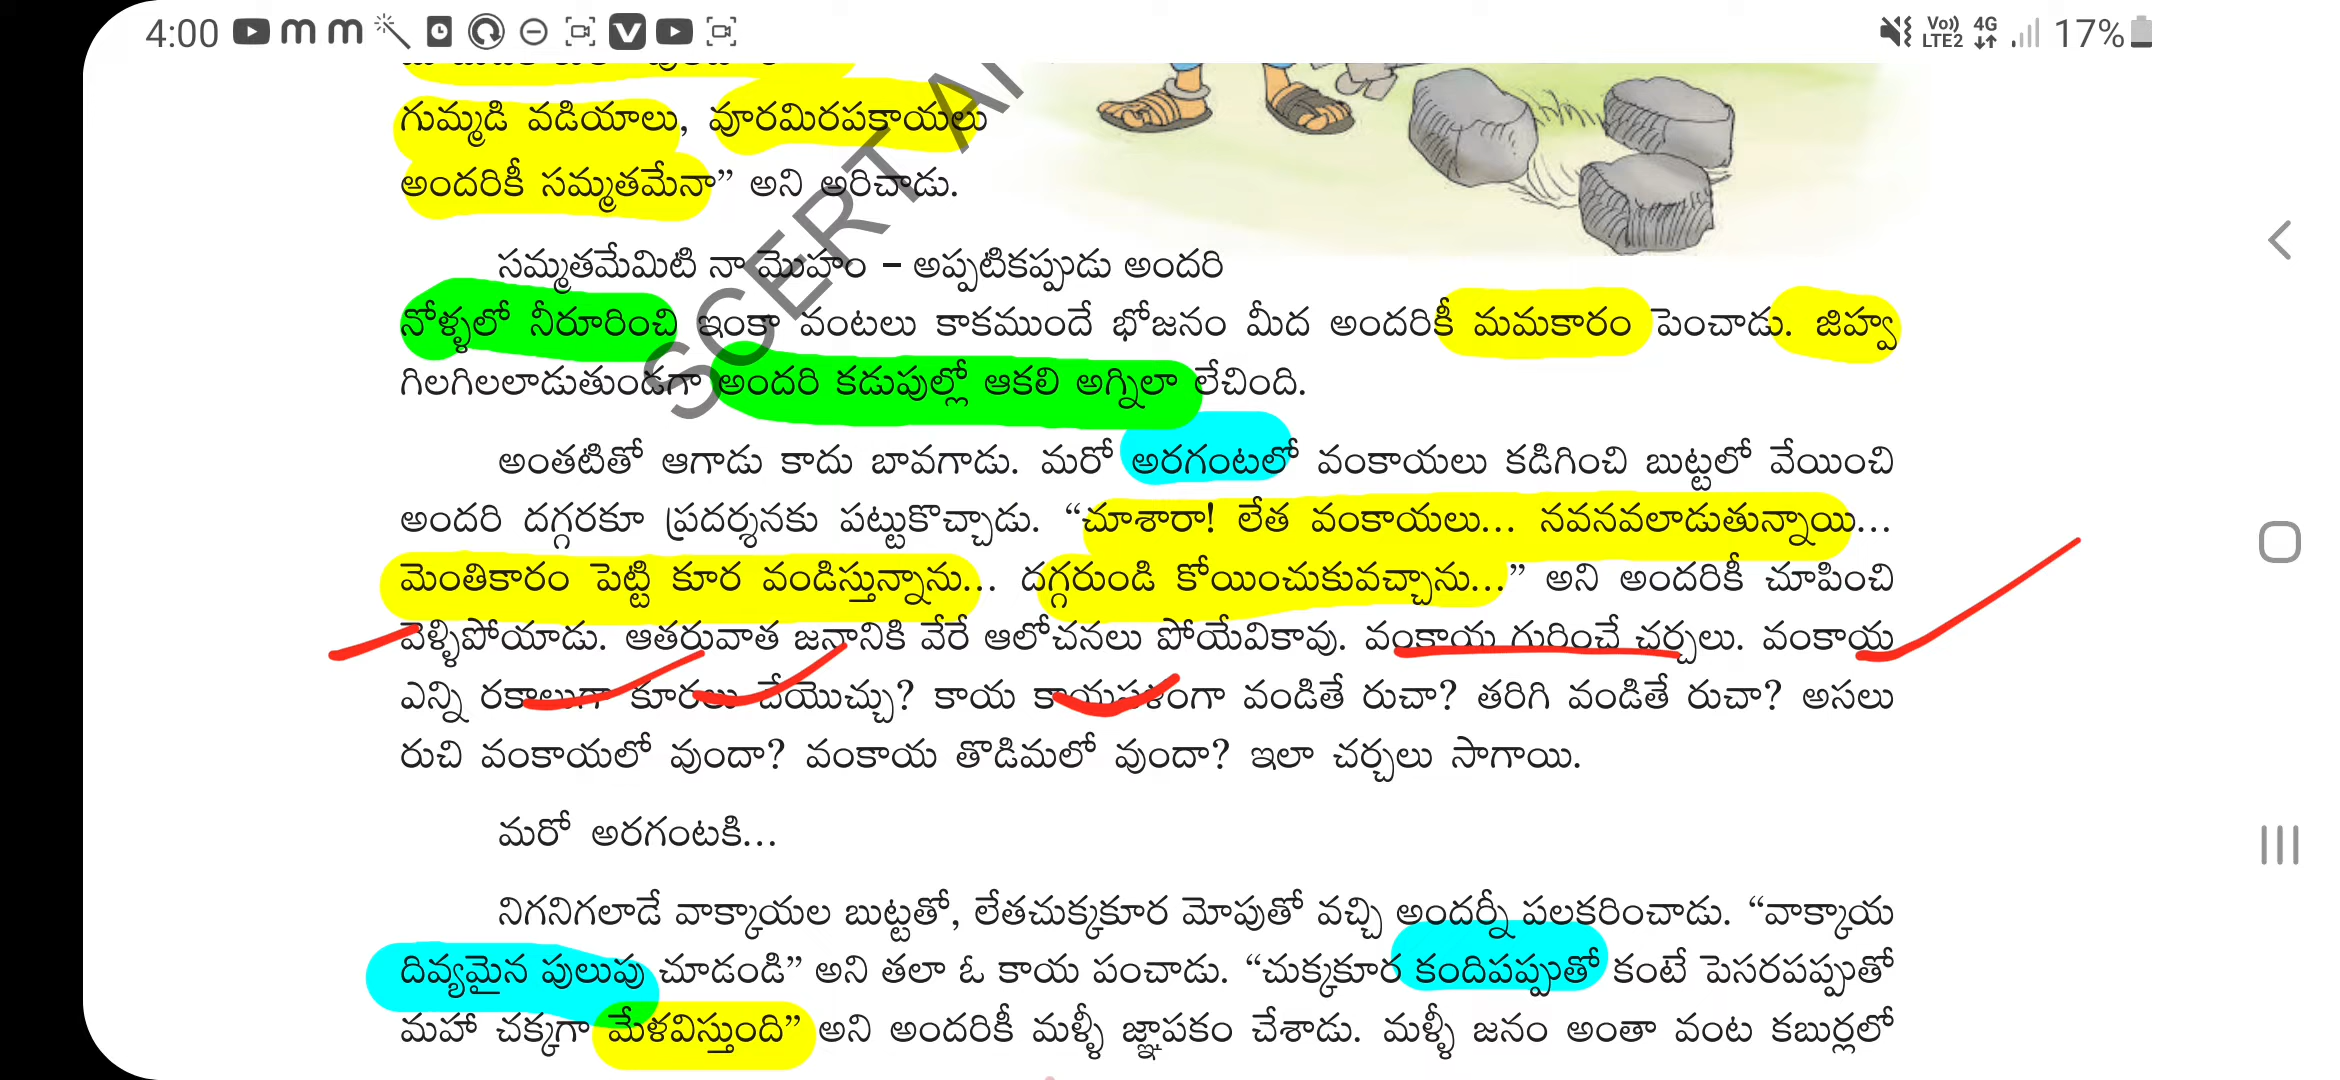 4:00
Vo)) LTE2 4G 17%
గుమ్మడి వడియాలు, వూరమిరపకాయలు
అందరికీ సమ్మతమేనా” అని అరిచాడు.
సమ్మతమేమిటి నా మొహం – అప్పటికప్పుడు అందరి
నోళ్ళలో నీరూరించి ఇంకా వంటలు కాకముందే భోజనం మీద అందరికీ మమకారం పెంచాడు. జిహ్వ
గిలగిలలాడుతుండగా అందరి కడుపుల్లో ఆకలి అగ్నిలా లేచింది.
అంతటితో ఆగాడు కాదు బావగాడు. మరో అరగంటలో వంకాయలు కడిగించి బుట్టలో వేయించి
అందరి దగ్గరకూ ప్రదర్శనకు పట్టుకొచ్చాడు. “చూశారా! లేత వంకాయలు... నవనవలాడుతున్నాయి...
మెంతికారం పెట్టి కూర వండిస్తున్నాను... దగ్గరుండి కోయించుకువచ్చాను...” అని అందరికీ చూపించి
వెళ్ళిపోయాడు. ఆతరువాత జనానికి వేరే ఆలోచనలు పోయేవికావు. వంకాయ గురించే చర్చలు. వంకాయ
ఎన్ని రకాలుగా కూరలు చేయొచ్చు? కాయ కాయపళంగా వండితే రుచా? తరిగి వండితే రుచా? అసలు
రుచి వంకాయలో వుందా? వంకాయ తొడిమలో వుందా? ఇలా చర్చలు సాగాయి.
మరో అరగంటకి...
నిగనిగలాడే వాక్కాయల బుట్టతో, లేతచుక్కకూర మోపుతో వచ్చి అందర్నీ పలకరించాడు. “వాక్కాయ
దివ్యమైన పులుపు చూడండి” అని తలా ఓ కాయ పంచాడు. “చుక్కకూర కందిపప్పుతో కంటే పెసరపప్పుతో
మహా చక్కగా మేళవిస్తుంది” అని అందరికీ మళ్ళీ జ్ఞాపకం చేశాడు. మళ్ళీ జనం అంతా వంట కబుర్లలో
SCERT